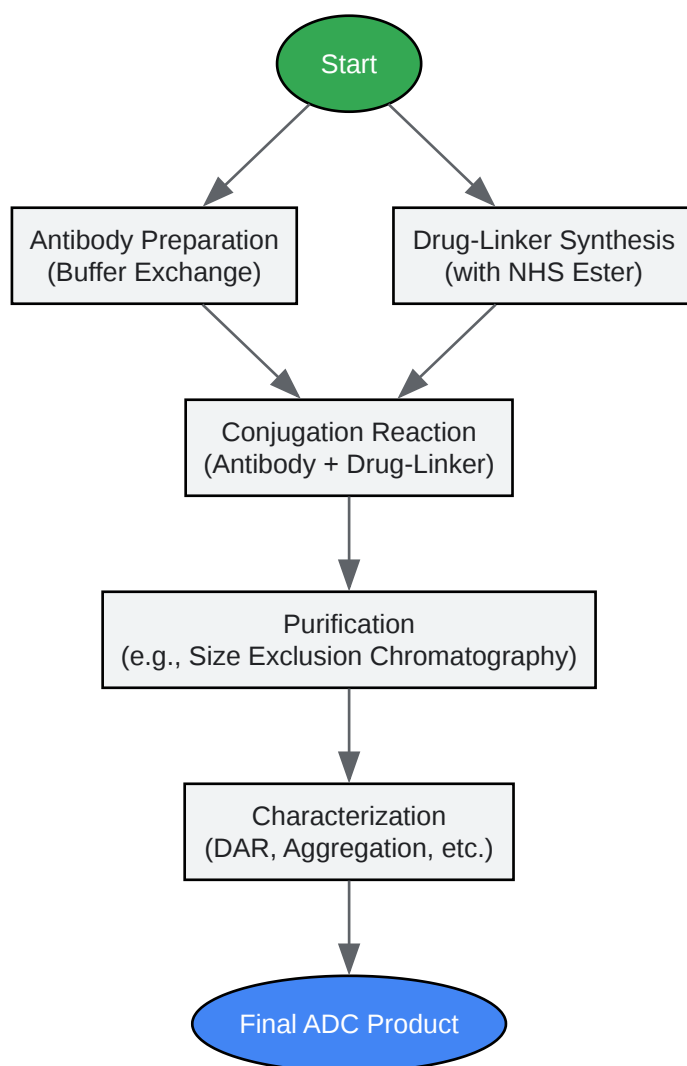 Start
Antibody Preparation
(Buffer Exchange)
Drug-Linker Synthesis
(with NHS Ester)
Conjugation Reaction
(Antibody + Drug-Linker)
Purification
(e.g., Size Exclusion Chromatography)
Characterization
(DAR, Aggregation, etc.)
Final ADC Product